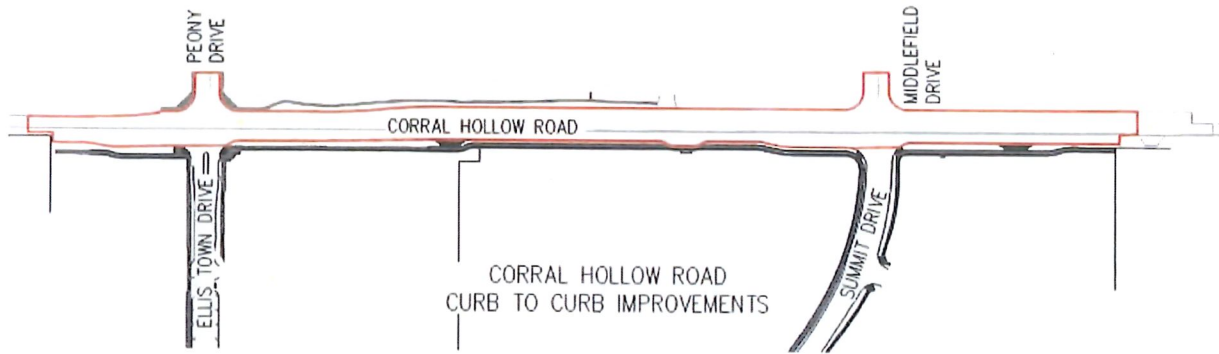 PEONY
DRIVE
MIDDLEFIELD
DRIVE
CORRAL HOLLOW ROAD
ELLIS TOWN DRIVE
SUMMIT DRIVE
CORRAL HOLLOW ROAD
CURB TO CURB IMPROVEMENTS